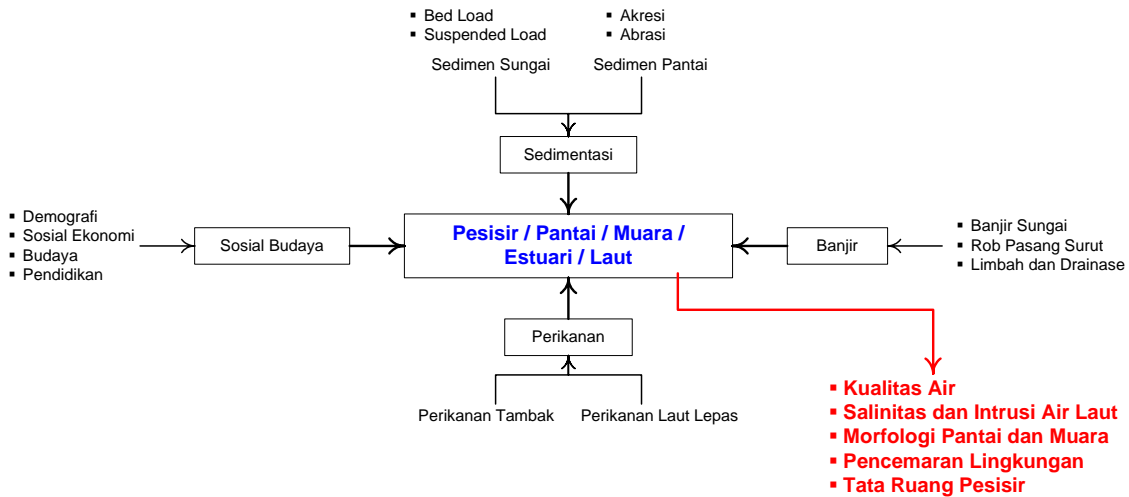 ▪ Bed Load
▪ Suspended Load
▪ Akresi
▪ Abrasi
Sedimen Sungai
Sedimen Pantai
Sedimentasi
▪ Demografi
▪ Sosial Ekonomi
▪ Budaya
▪ Pendidikan
Sosial Budaya
Pesisir / Pantai / Muara /
Estuari / Laut
Banjir
▪ Banjir Sungai
▪ Rob Pasang Surut
▪ Limbah dan Drainase
Perikanan
Perikanan Tambak
Perikanan Laut Lepas
▪ Kualitas Air
▪ Salinitas dan Intrusi Air Laut
▪ Morfologi Pantai dan Muara
▪ Pencemaran Lingkungan
▪ Tata Ruang Pesisir